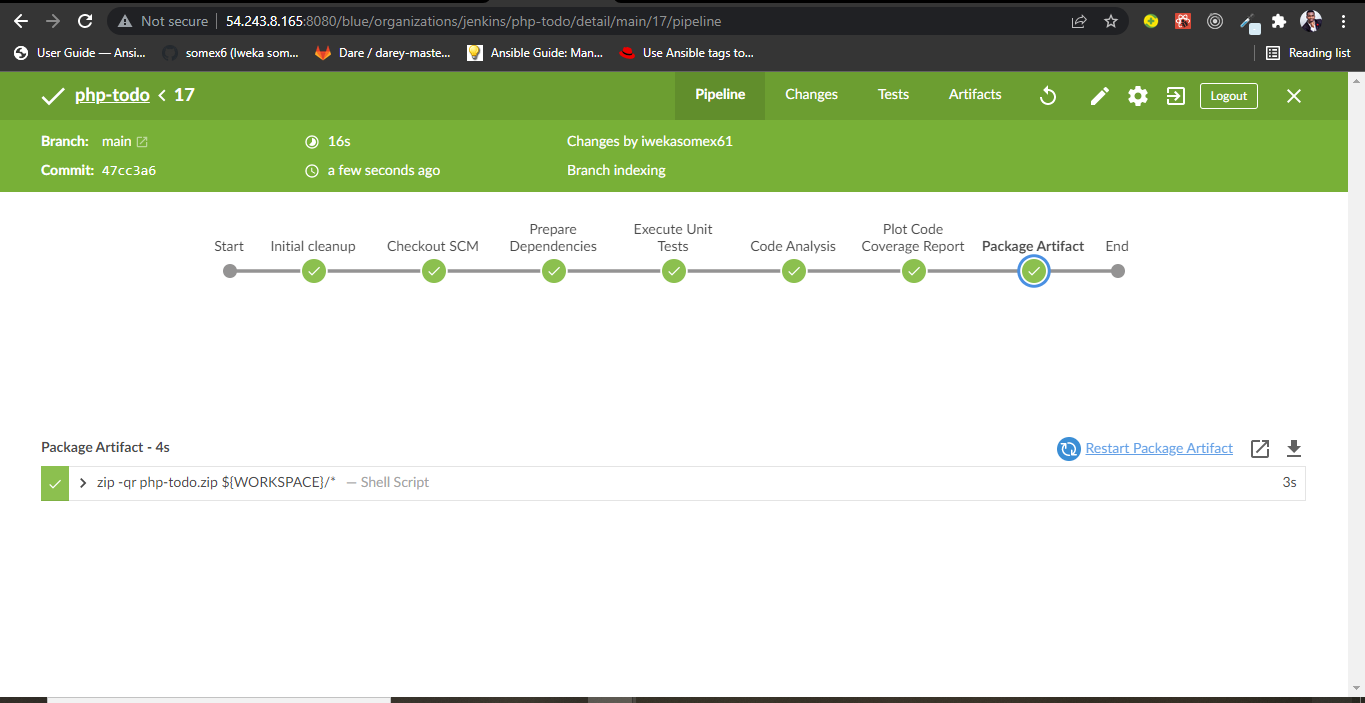 Not secure | 54.243.8.165:8080/blue/organizations/jenkins/php-todo/detail/main/17/pipeline
User Guide — Ansi... somex6 (Iweka som... Dare / darey-maste... Ansible Guide: Man... Use Ansible tags to... Reading list
php-todo < 17 Pipeline Changes Tests Artifacts Logout
Branch: main 16s Changes by iwekasomex61
Commit: 47cc3a6 a few seconds ago Branch indexing
Start Initial cleanup Checkout SCM Prepare Dependencies Execute Unit Tests Code Analysis Plot Code Coverage Report Package Artifact End
Package Artifact - 4s Restart Package Artifact
zip -qr php-todo.zip ${WORKSPACE}/* — Shell Script 3s